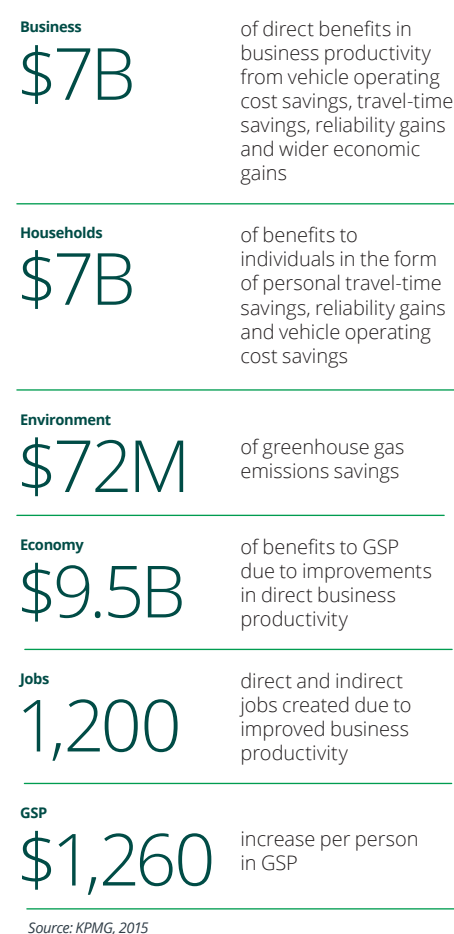 Business
$7B
of direct benefits in
business productivity
from vehicle operating
cost savings, travel-time
savings, reliability gains
and wider economic
gains
Households
$7B
of benefits to
individuals in the form
of personal travel-time
savings, reliability gains
and vehicle operating
cost savings
Environment
$72M
of greenhouse gas
emissions savings
Economy
$9.5B
of benefits to GSP
due to improvements
in direct business
productivity
Jobs
1,200
direct and indirect
jobs created due to
improved business
productivity
GSP
$1,260
increase per person
in GSP
Source: KPMG, 2015